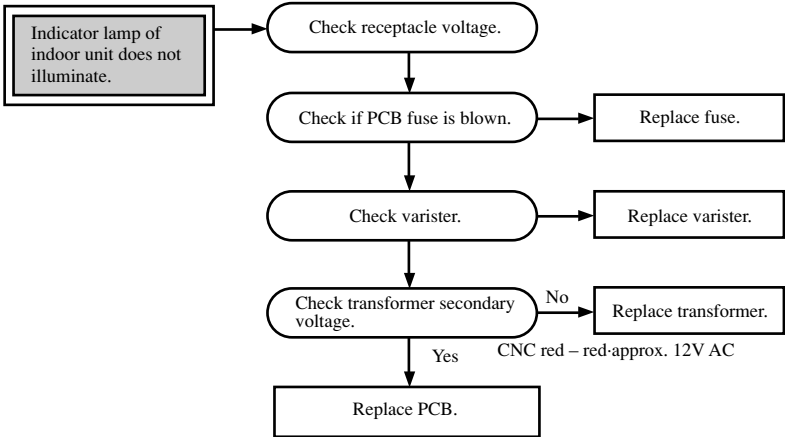 Indicator lamp of
indoor unit does not
illuminate.
Check receptacle voltage.
Check if PCB fuse is blown.
Replace fuse.
Check varister.
Replace varister.
Check transformer secondary
voltage.
No
Replace transformer.
Yes
CNC red – red·approx. 12V AC
Replace PCB.